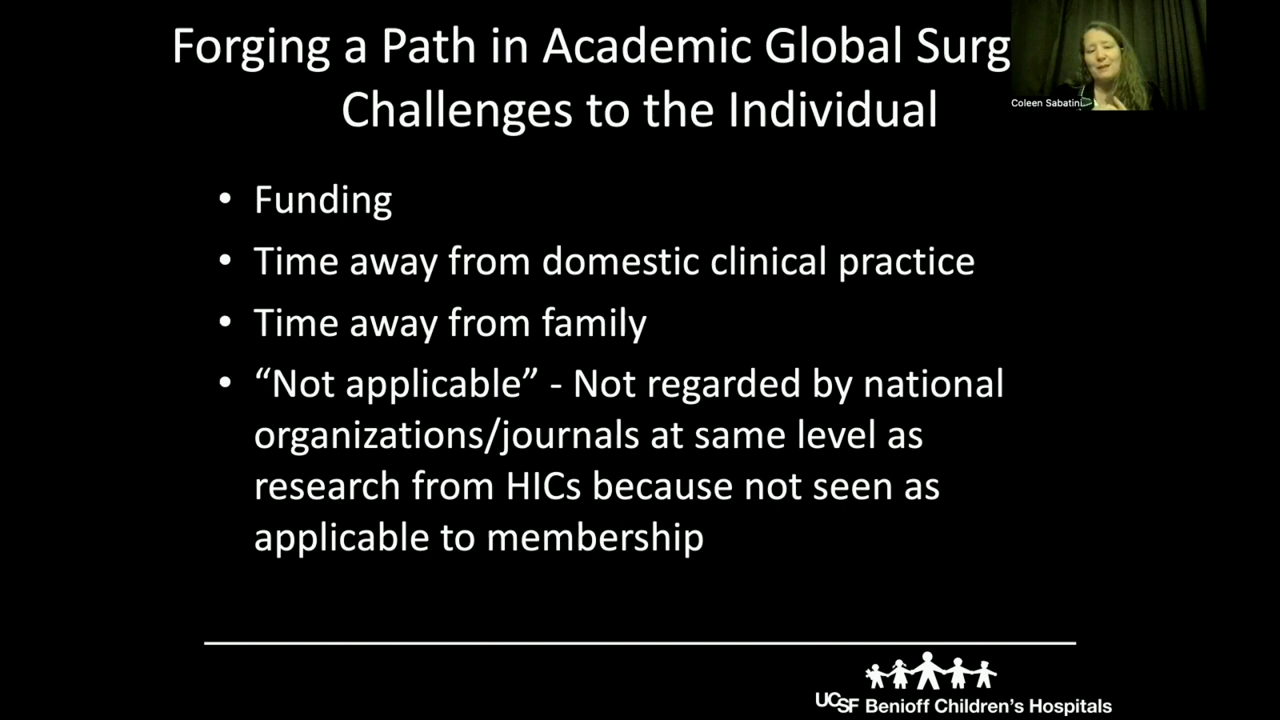 Forging a Path in Academic Global Surg
Challenges to the Individual
Coleen Sabatini
• Funding
• Time away from domestic clinical practice
• Time away from family
• “Not applicable” - Not regarded by national
organizations/journals at same level as
research from HICs because not seen as
applicable to membership
UCSF Benioff Children’s Hospitals